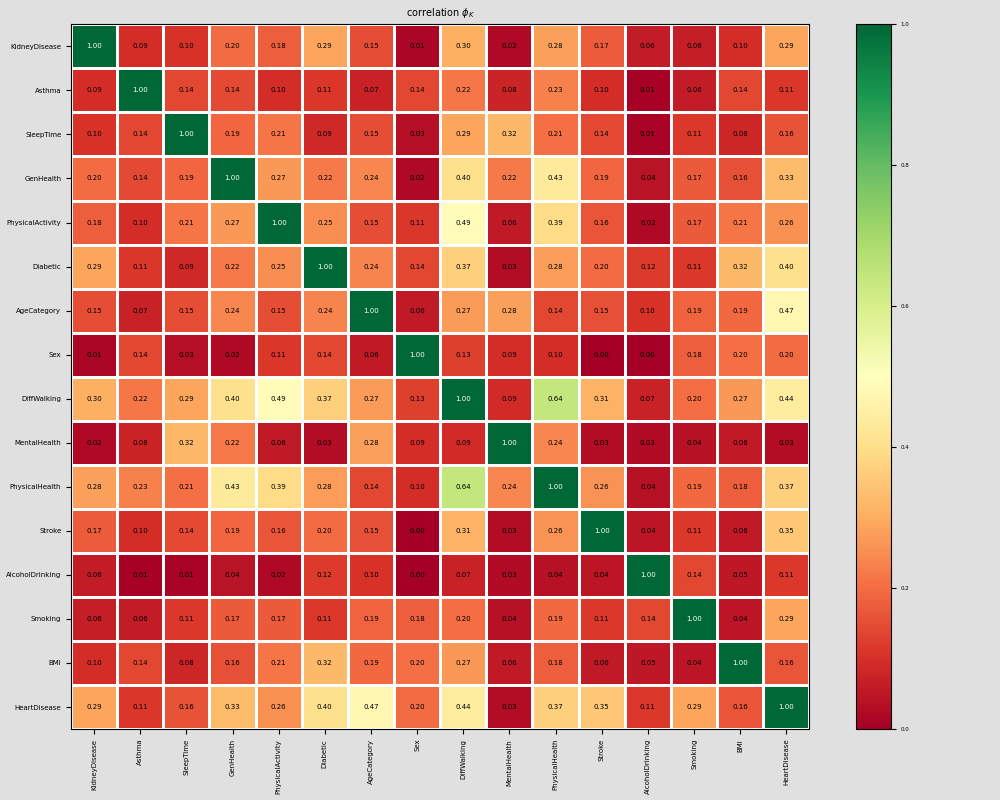 correlation ϕK
KidneyDisease 1.00 0.09 0.10 0.20 0.18 0.29 0.15 0.01 0.30 0.02 0.28 0.17 0.06 0.06 0.10 0.29
Asthma 0.09 1.00 0.14 0.14 0.10 0.11 0.07 0.14 0.22 0.08 0.23 0.10 0.01 0.06 0.14 0.11
SleepTime 0.10 0.14 1.00 0.19 0.21 0.09 0.15 0.03 0.29 0.32 0.21 0.14 0.01 0.11 0.08 0.16
GenHealth 0.20 0.14 0.19 1.00 0.27 0.22 0.24 0.02 0.40 0.22 0.43 0.19 0.04 0.17 0.16 0.33
PhysicalActivity 0.18 0.10 0.21 0.27 1.00 0.25 0.15 0.11 0.49 0.06 0.39 0.16 0.02 0.17 0.21 0.26
Diabetic 0.29 0.11 0.09 0.22 0.25 1.00 0.24 0.14 0.37 0.03 0.28 0.20 0.12 0.11 0.32 0.40
AgeCategory 0.15 0.07 0.15 0.24 0.15 0.24 1.00 0.06 0.27 0.28 0.14 0.15 0.10 0.19 0.19 0.47
Sex 0.01 0.14 0.03 0.02 0.11 0.14 0.06 1.00 0.13 0.09 0.10 0.00 0.00 0.18 0.20 0.20
DiffWalking 0.30 0.22 0.29 0.40 0.49 0.37 0.27 0.13 1.00 0.09 0.64 0.31 0.07 0.20 0.27 0.44
MentalHealth 0.02 0.08 0.32 0.22 0.06 0.03 0.28 0.09 0.09 1.00 0.24 0.03 0.03 0.04 0.06 0.03
PhysicalHealth 0.28 0.23 0.21 0.43 0.39 0.28 0.14 0.10 0.64 0.24 1.00 0.26 0.04 0.19 0.18 0.37
Stroke 0.17 0.10 0.14 0.19 0.16 0.20 0.15 0.00 0.31 0.03 0.26 1.00 0.04 0.11 0.06 0.35
AlcoholDrinking 0.06 0.01 0.01 0.04 0.02 0.12 0.10 0.00 0.07 0.03 0.04 0.04 1.00 0.14 0.05 0.11
Smoking 0.06 0.06 0.11 0.17 0.17 0.11 0.19 0.18 0.20 0.04 0.19 0.11 0.14 1.00 0.04 0.29
BMI 0.10 0.14 0.08 0.16 0.21 0.32 0.19 0.20 0.27 0.06 0.18 0.06 0.05 0.04 1.00 0.16
HeartDisease 0.29 0.11 0.16 0.33 0.26 0.40 0.47 0.20 0.44 0.03 0.37 0.35 0.11 0.29 0.16 1.00
KidneyDisease Asthma SleepTime GenHealth PhysicalActivity Diabetic AgeCategory Sex DiffWalking MentalHealth PhysicalHealth Stroke AlcoholDrinking Smoking BMI HeartDisease
1.0
0.8
0.6
0.4
0.2
0.0